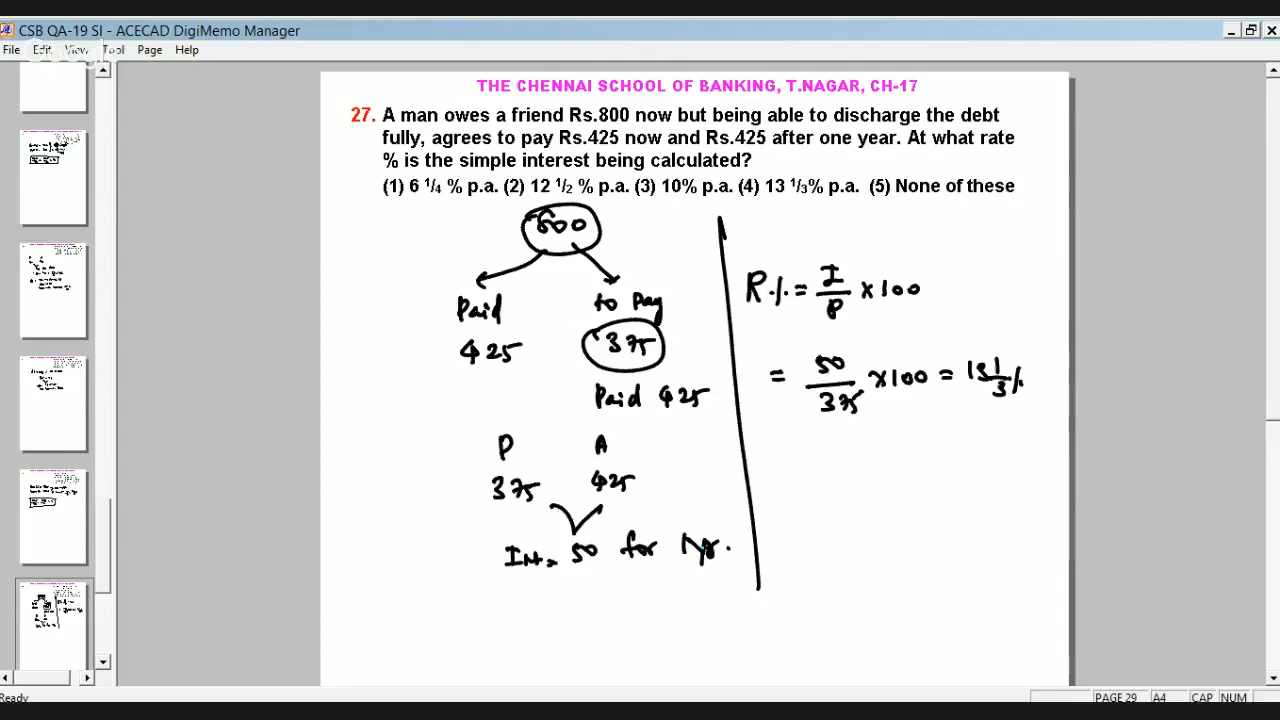 CSB QA-19 SI - ACECAD DigiMemo Manager
File Edit View Tool Page Help
THE CHENNAI SCHOOL OF BANKING, T.NAGAR, CH-17
27. A man owes a friend Rs.800 now but being able to discharge the debt
fully, agrees to pay Rs.425 now and Rs.425 after one year. At what rate
% is the simple interest being calculated?
(1) 6 1/4 % p.a. (2) 12 1/2 % p.a. (3) 10% p.a. (4) 13 1/3% p.a. (5) None of these
800
Paid to Pay
425 375
Paid 425
P A
375 425
Int. 50 for 1yr.
R% = I/P x 100
= 50/375 x100 = 13 1/3 %
Ready PAGE 29 A4 CAP NUM